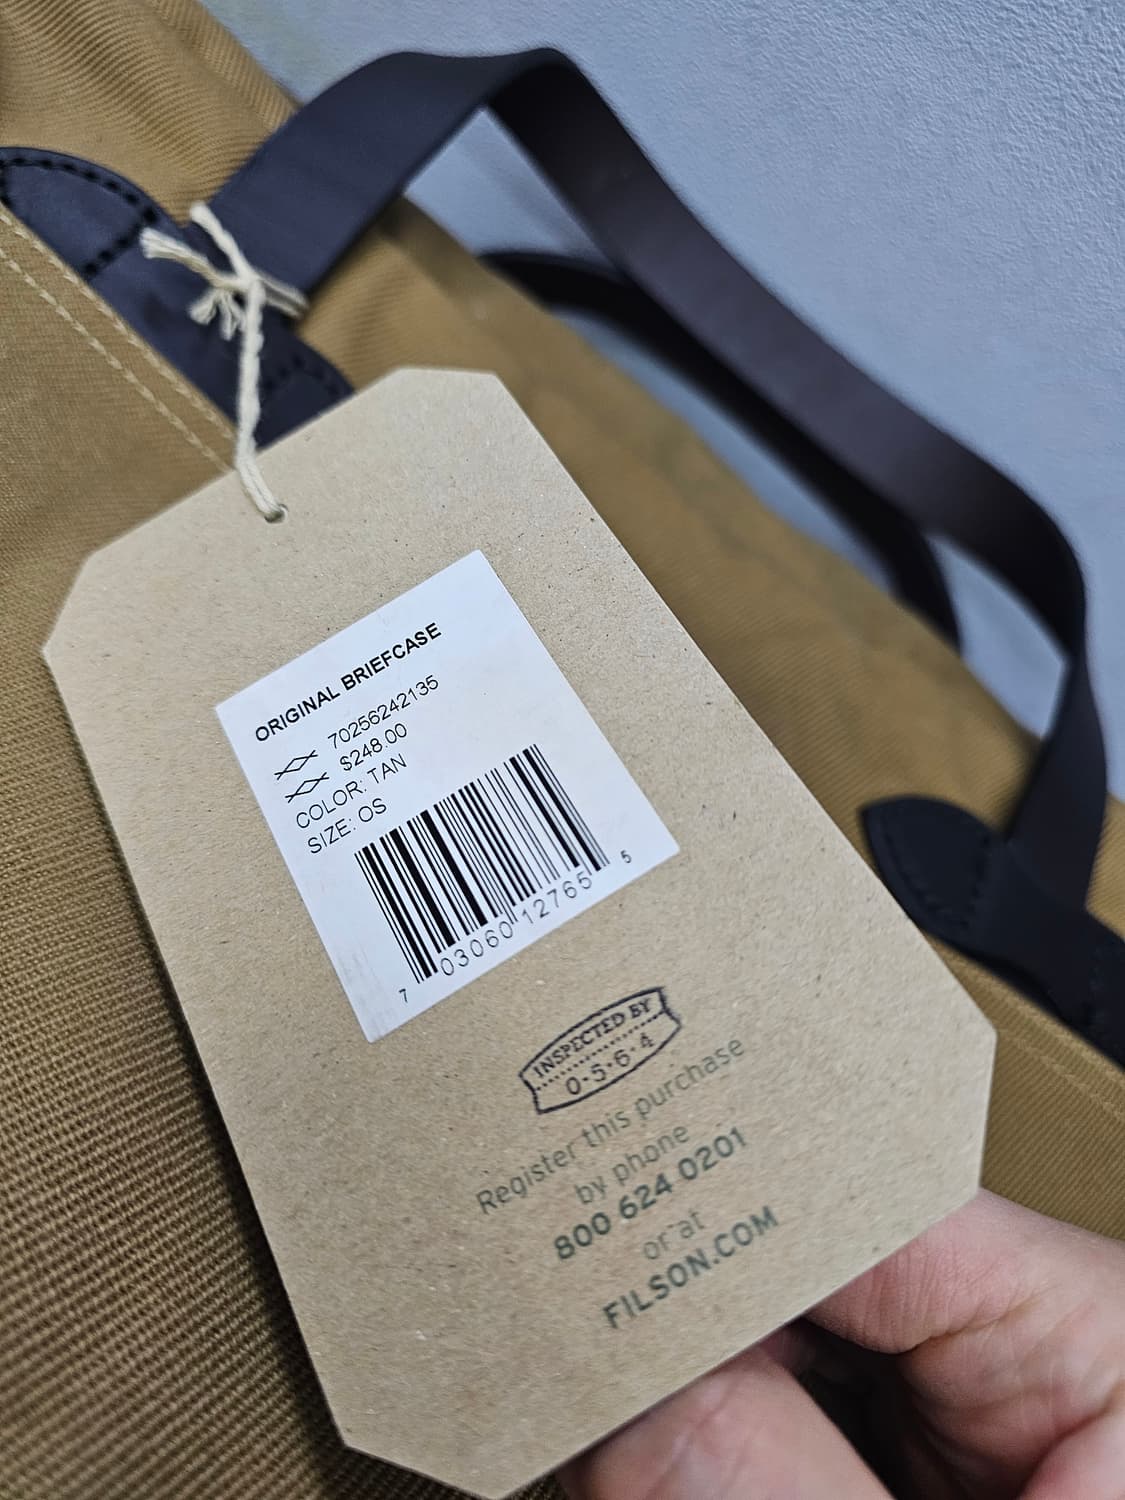 ORIGINAL BRIEFCASE
70256242135
$248.00
COLOR: TAN
SIZE: OS
7 03060 12765 5
INSPECTED BY
0·5·6·4
Register this purchase
by phone
800 624 0201
or at
FILSON.COM